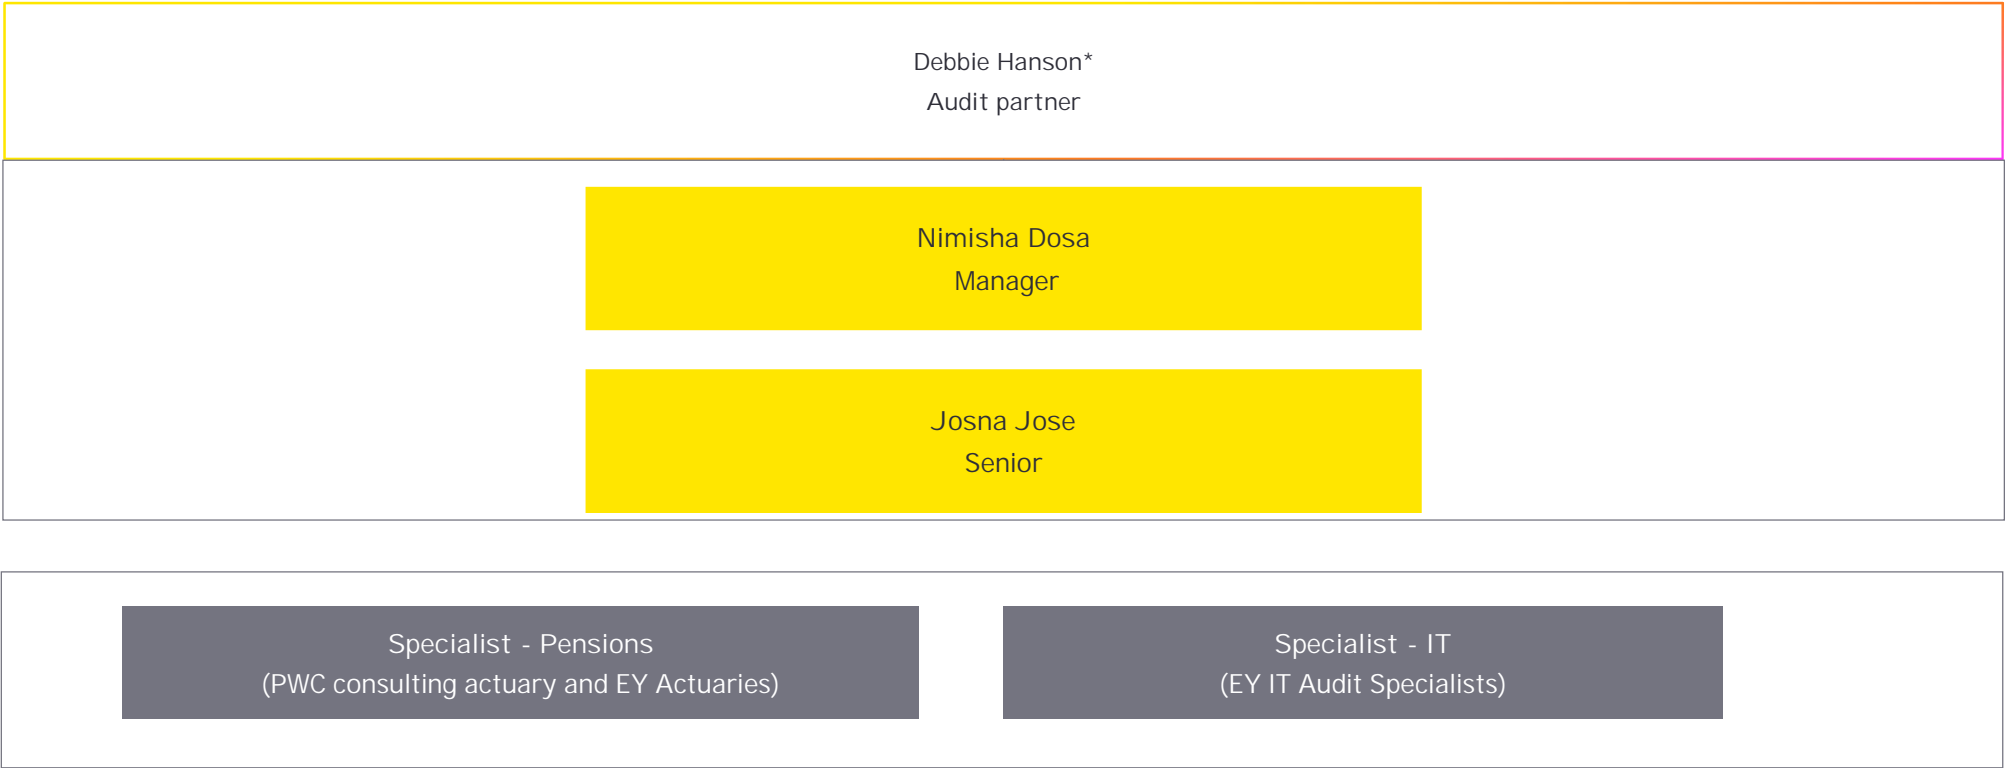 Debbie Hanson*
Audit partner
Nimisha Dosa
Manager
Josna Jose
Senior
Specialist - Pensions
(PWC consulting actuary and EY Actuaries)
Specialist - IT
(EY IT Audit Specialists)